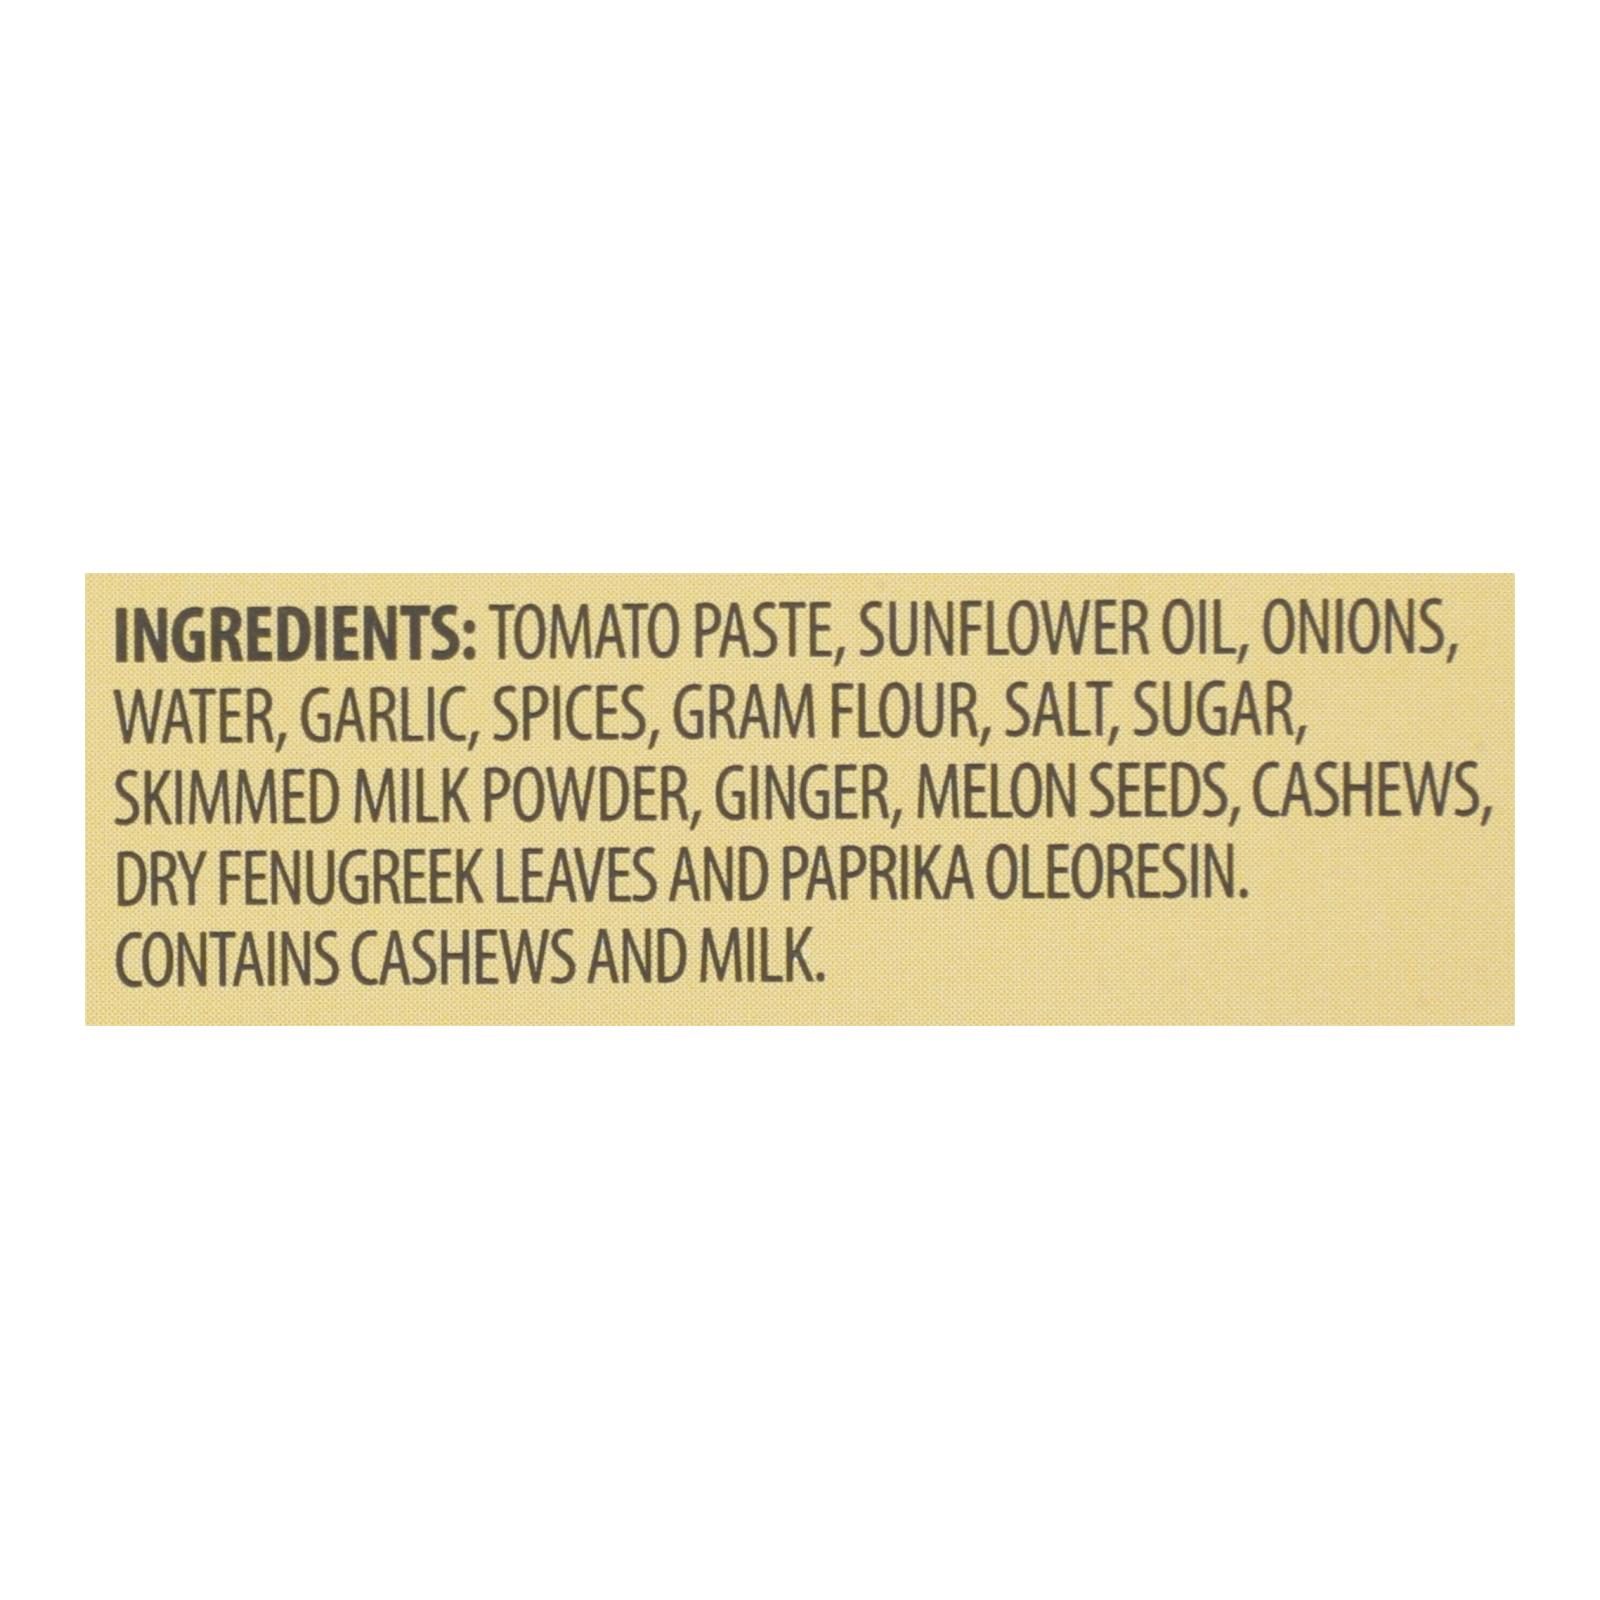 INGREDIENTS: TOMATO PASTE, SUNFLOWER OIL, ONIONS,
WATER, GARLIC, SPICES, GRAM FLOUR, SALT, SUGAR,
SKIMMED MILK POWDER, GINGER, MELON SEEDS, CASHEWS,
DRY FENUGREEK LEAVES AND PAPRIKA OLEORESIN.
CONTAINS CASHEWS AND MILK.